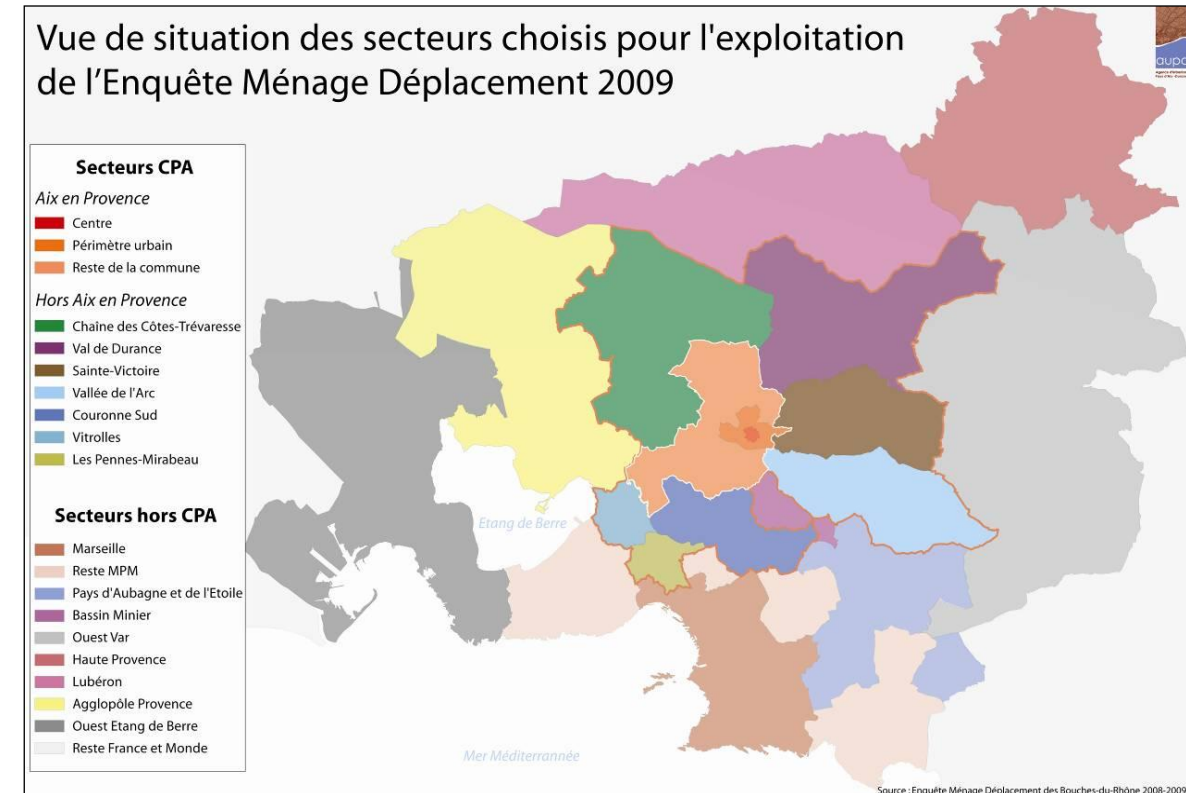 Vue de situation des secteurs choisis pour l'exploitation
de l'Enquête Ménage Déplacement 2009
Secteurs CPA
Aix en Provence
Centre
Périmètre urbain
Reste de la commune
Hors Aix en Provence
Chaîne des Côtes-Trévaresse
Val de Durance
Sainte-Victoire
Vallée de l'Arc
Couronne Sud
Vitrolles
Les Pennes-Mirabeau
Secteurs hors CPA
Marseille
Reste MPM
Pays d'Aubagne et de l'Etoile
Bassin Minier
Ouest Var
Haute Provence
Lubéron
Agglopôle Provence
Ouest Etang de Berre
Reste France et Monde
Etang de Berre
Mer Méditerrannée
Source : Enquête Ménage Déplacement des Bouches-du-Rhône 2008-2009